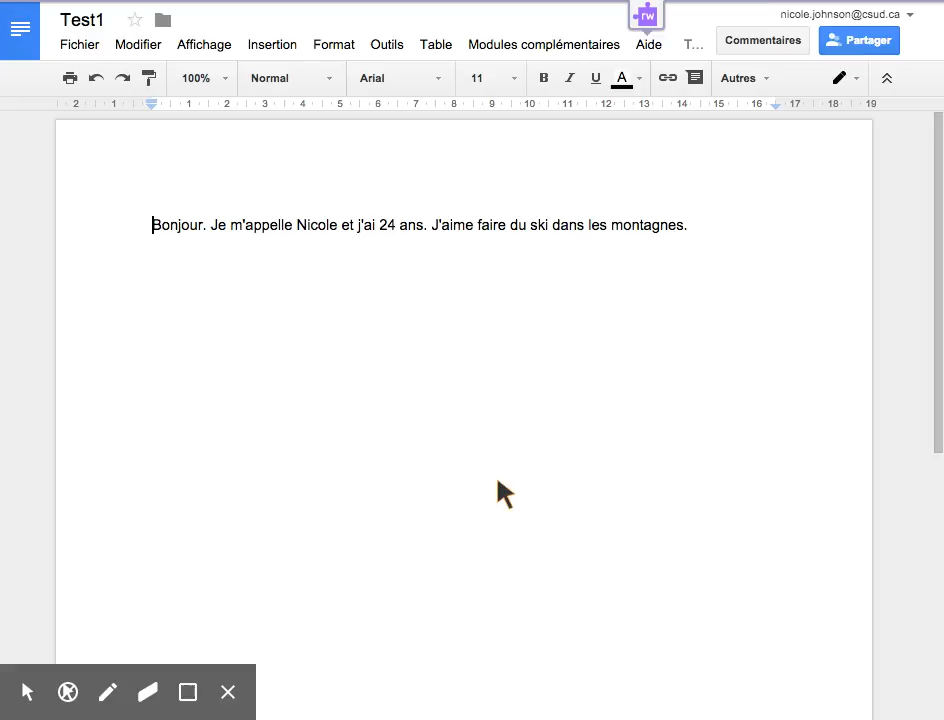 Test1
rw
nicole.johnson@csud.ca
Fichier Modifier Affichage Insertion Format Outils Table Modules complémentaires Aide T...
Commentaires
Partager
100% Normal Arial 11 B I U A Autres
2 1 1 2 3 4 5 6 7 8 9 10 11 12 13 14 15 16 17 18 19
Bonjour. Je m'appelle Nicole et j'ai 24 ans. J'aime faire du ski dans les montagnes.